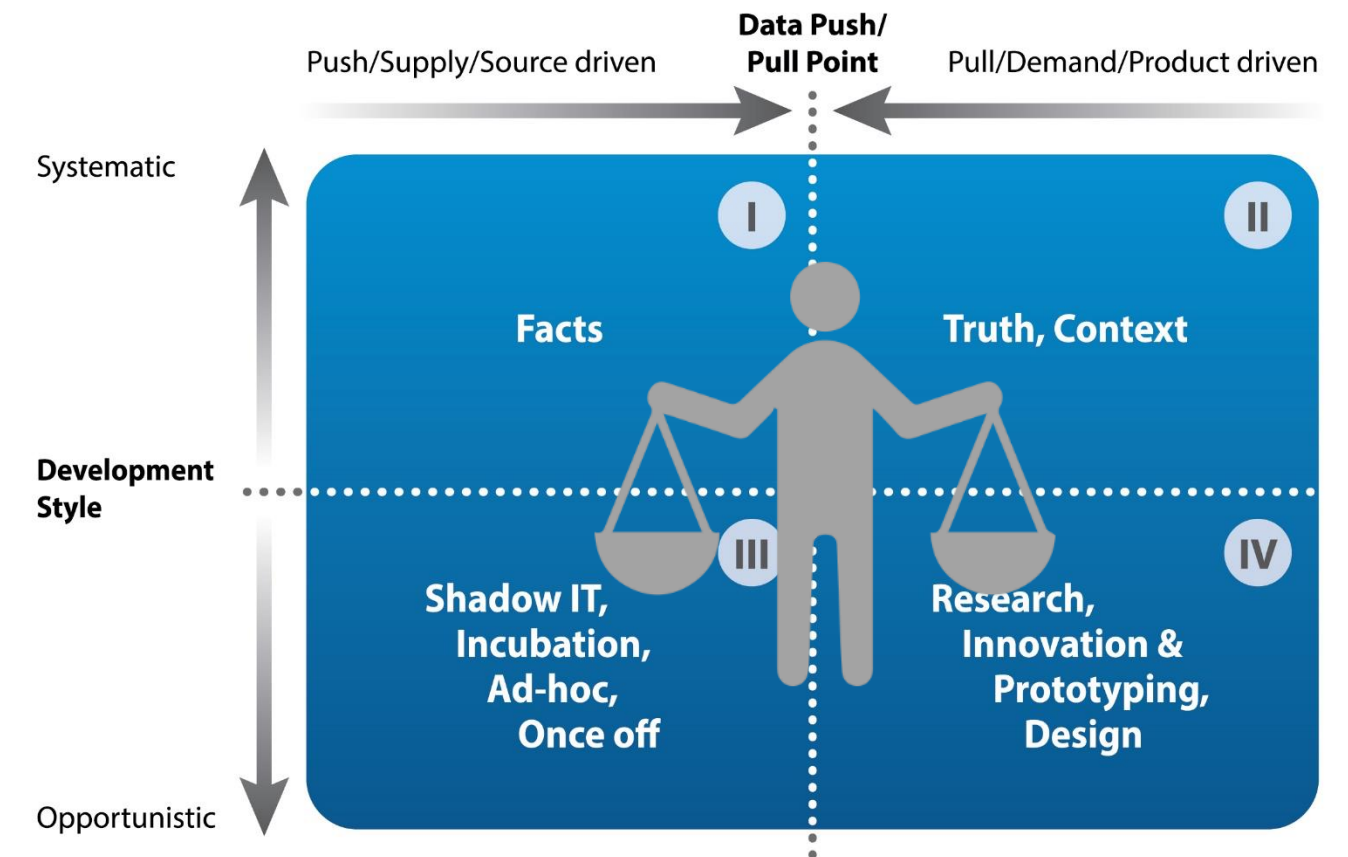 Data Push/
Pull Point
Push/Supply/Source driven
Pull/Demand/Product driven
Systematic
I
II
Facts
Truth, Context
Development
Style
III
IV
Shadow IT,
Incubation,
Ad-hoc,
Once off
Research,
Innovation &
Prototyping,
Design
Opportunistic